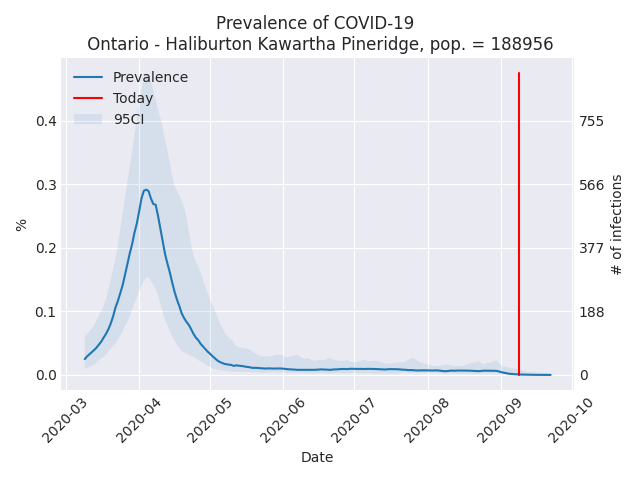 Prevalence of COVID-19
Ontario - Haliburton Kawartha Pineridge, pop. = 188956
Prevalence
Today
95CI
0.4
0.3
0.2
0.1
0.0
%
755
566
377
188
0
# of infections
2020-03
2020-04
2020-05
2020-06
2020-07
2020-08
2020-09
2020-10
Date